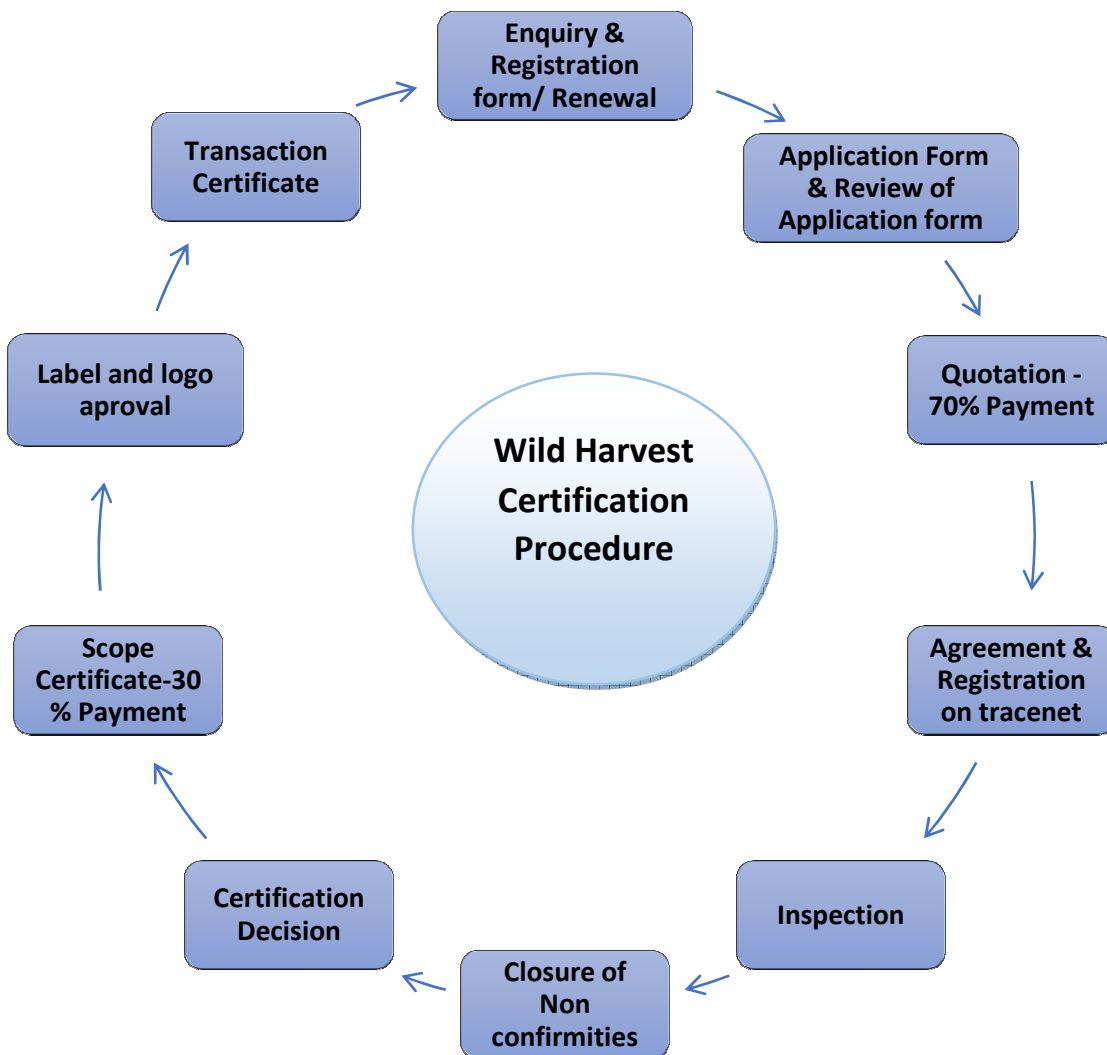 Enquiry &
Registration
form/ Renewal
Application Form
& Review of
Application form
Quotation -
70% Payment
Agreement &
Registration
on tracenet
Inspection
Closure of
Non
confirmities
Certification
Decision
Scope
Certificate-30
% Payment
Label and logo
aproval
Transaction
Certificate
Wild Harvest
Certification
Procedure